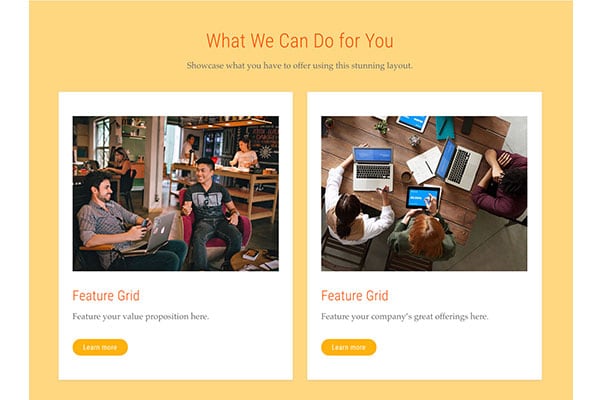 What We Can Do for You
Showcase what you have to offer using this stunning layout.
Feature Grid
Feature your value proposition here.
Learn more
Feature Grid
Feature your company's great offerings here.
Learn more